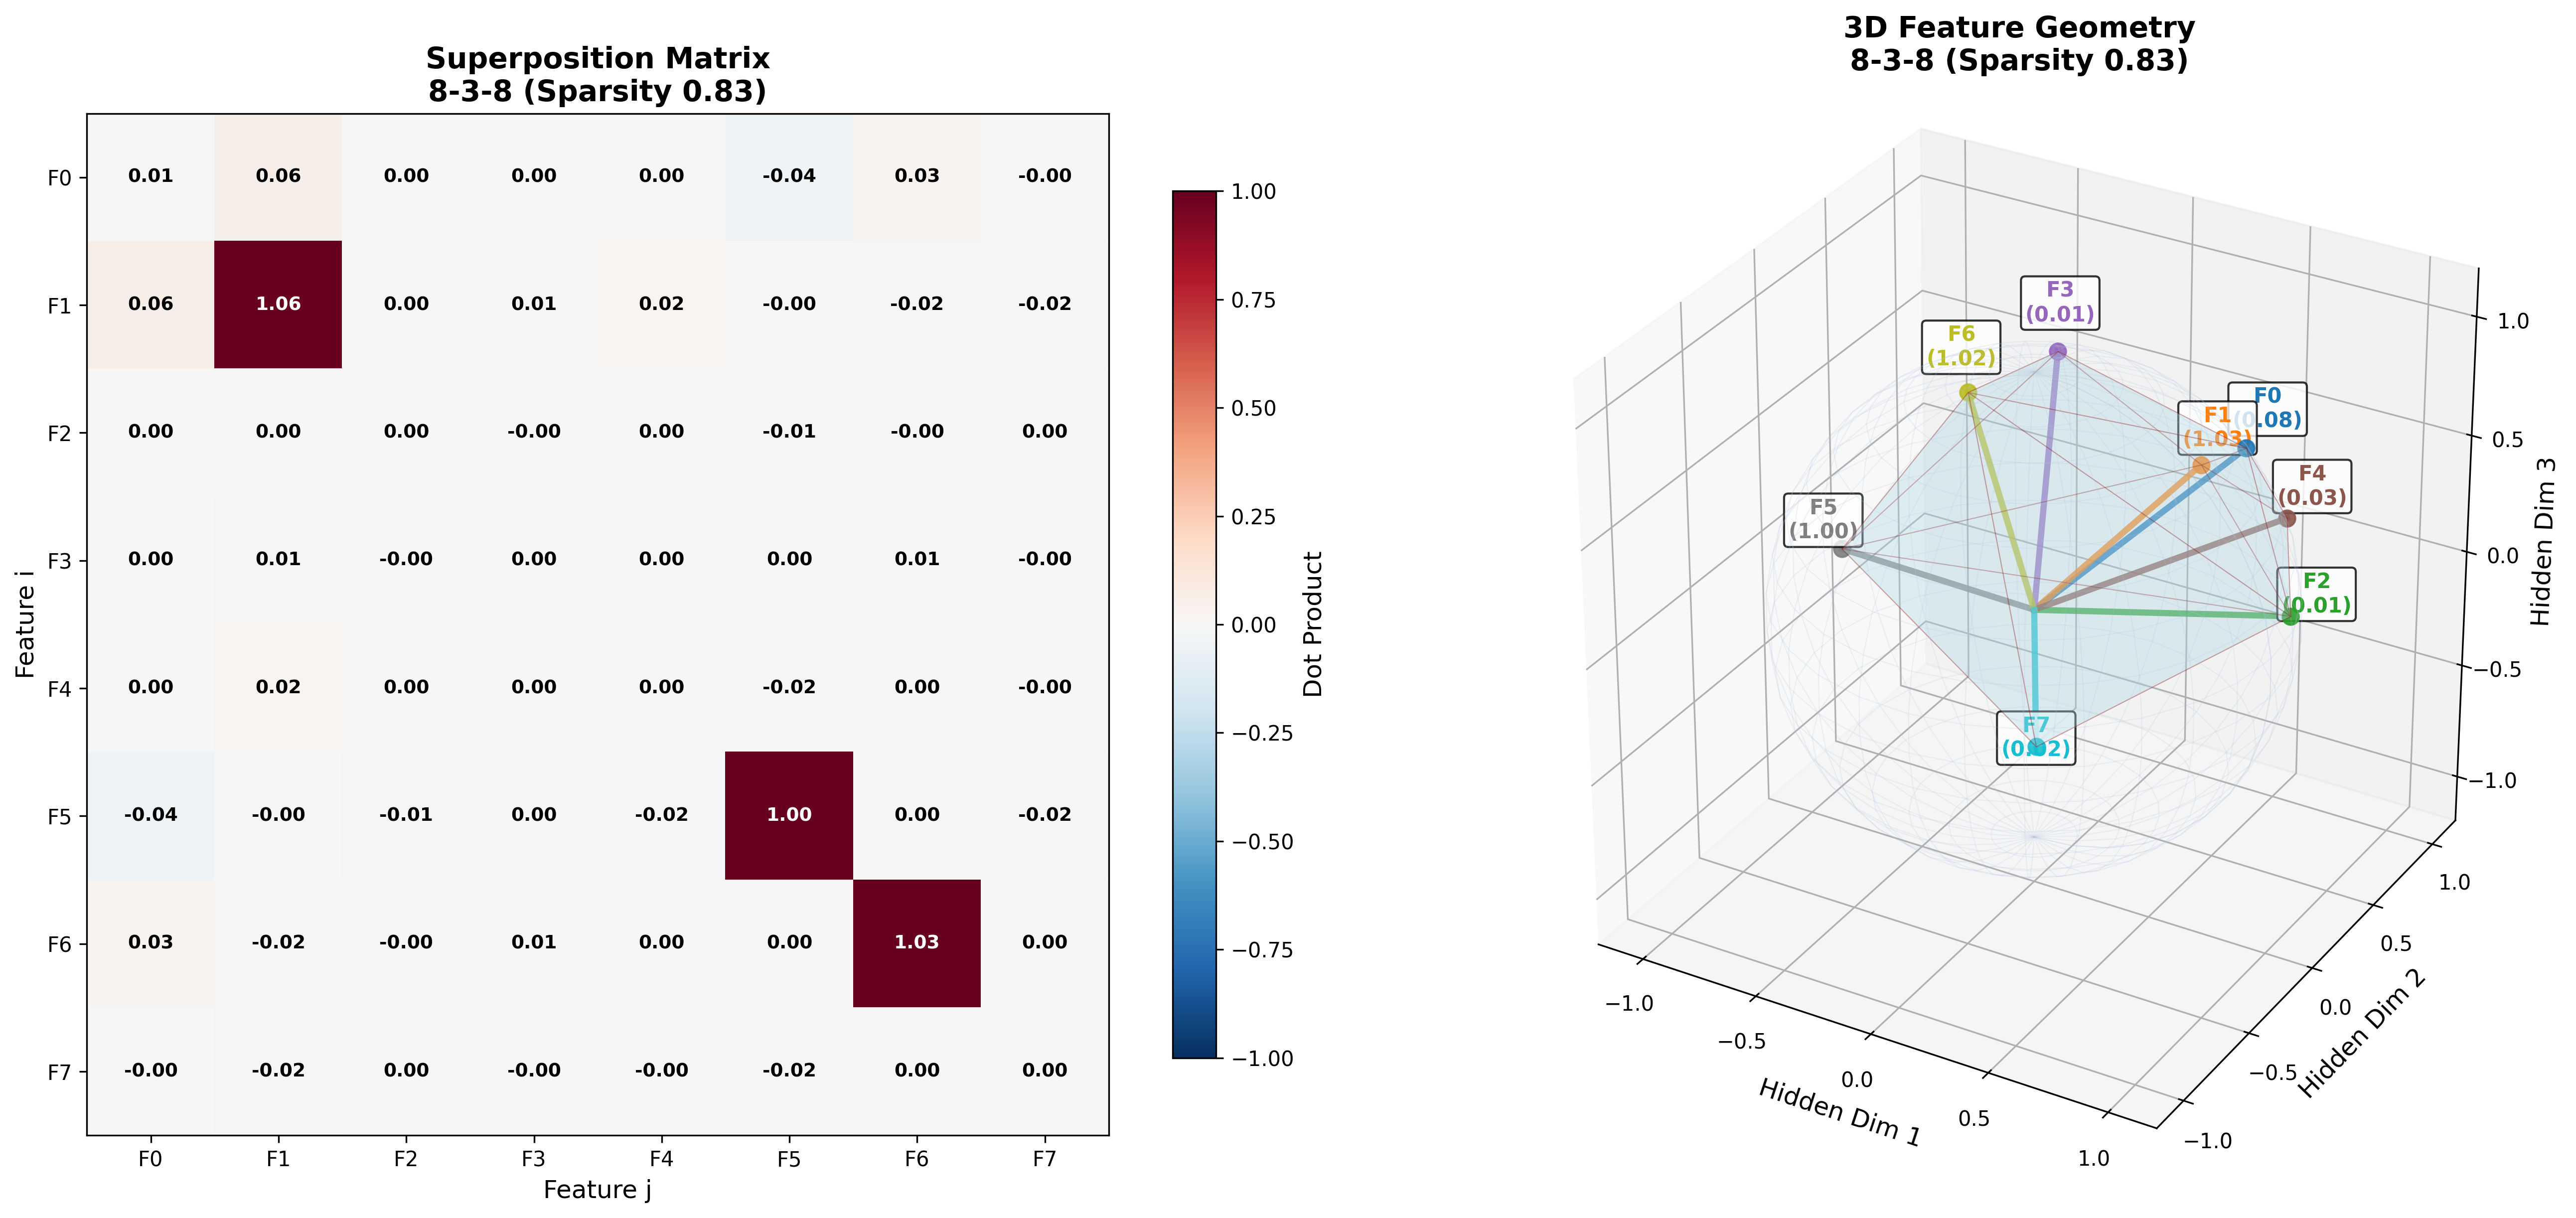 Superposition Matrix
8-3-8 (Sparsity 0.83)
F0 0.01 0.06 0.00 0.00 0.00 -0.04 0.03 -0.00
F1 0.06 1.06 0.00 0.01 0.02 -0.00 -0.02 -0.02
F2 0.00 0.00 0.00 -0.00 0.00 -0.01 -0.00 0.00
F3 0.00 0.01 -0.00 0.00 0.00 0.00 0.01 -0.00
F4 0.00 0.02 0.00 0.00 0.00 -0.02 0.00 -0.00
F5 -0.04 -0.00 -0.01 0.00 -0.02 1.00 0.00 -0.02
F6 0.03 -0.02 -0.00 0.01 0.00 0.00 1.03 0.00
F7 -0.00 -0.02 0.00 -0.00 -0.00 -0.02 0.00 0.00
F0 F1 F2 F3 F4 F5 F6 F7
Feature j
Feature i
1.00
0.75
0.50
0.25
0.00
−0.25
−0.50
−0.75
−1.00
Dot Product
3D Feature Geometry
8-3-8 (Sparsity 0.83)
F3
(0.01)
F6
(1.02)
F0
(0.08)
F1
(1.03)
F4
(0.03)
F5
(1.00)
F2
(0.01)
F7
(0.02)
1.0
0.5
0.0
−0.5
−1.0
Hidden Dim 3
1.0
0.5
0.0
−0.5
−1.0
Hidden Dim 2
−1.0
−0.5
0.0
0.5
1.0
Hidden Dim 1